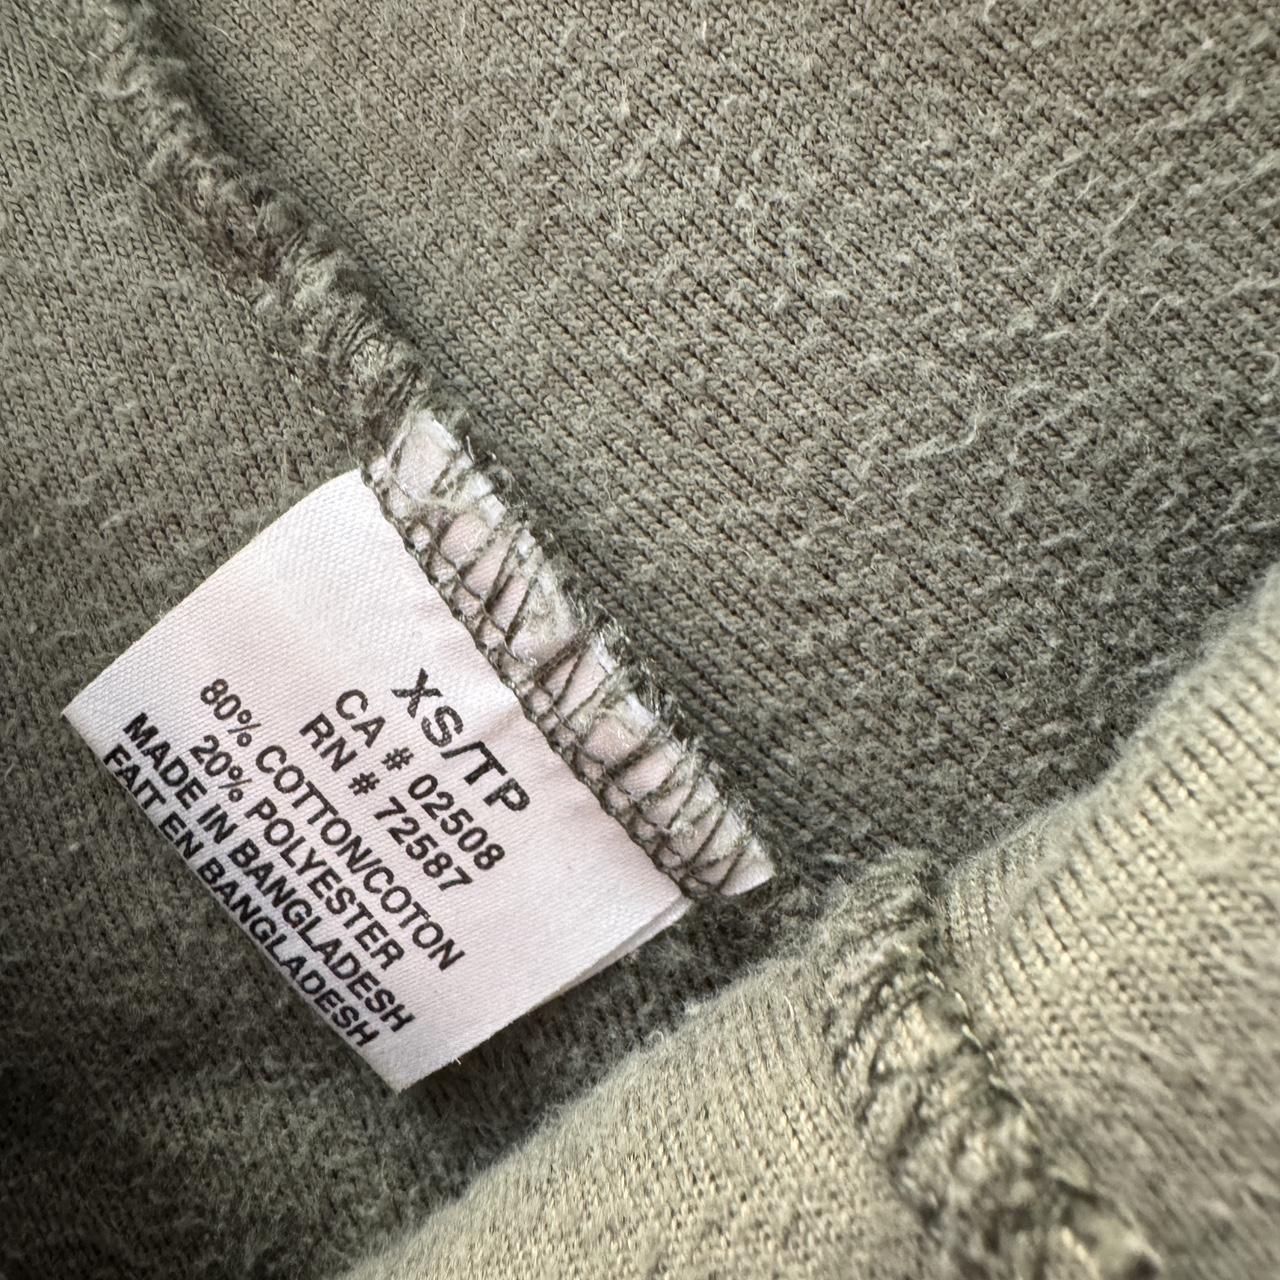 XS/TP
CA # 02508
RN # 72587
80% COTTON/COTON
20% POLYESTER
MADE IN BANGLADESH
FAIT EN BANGLADESH